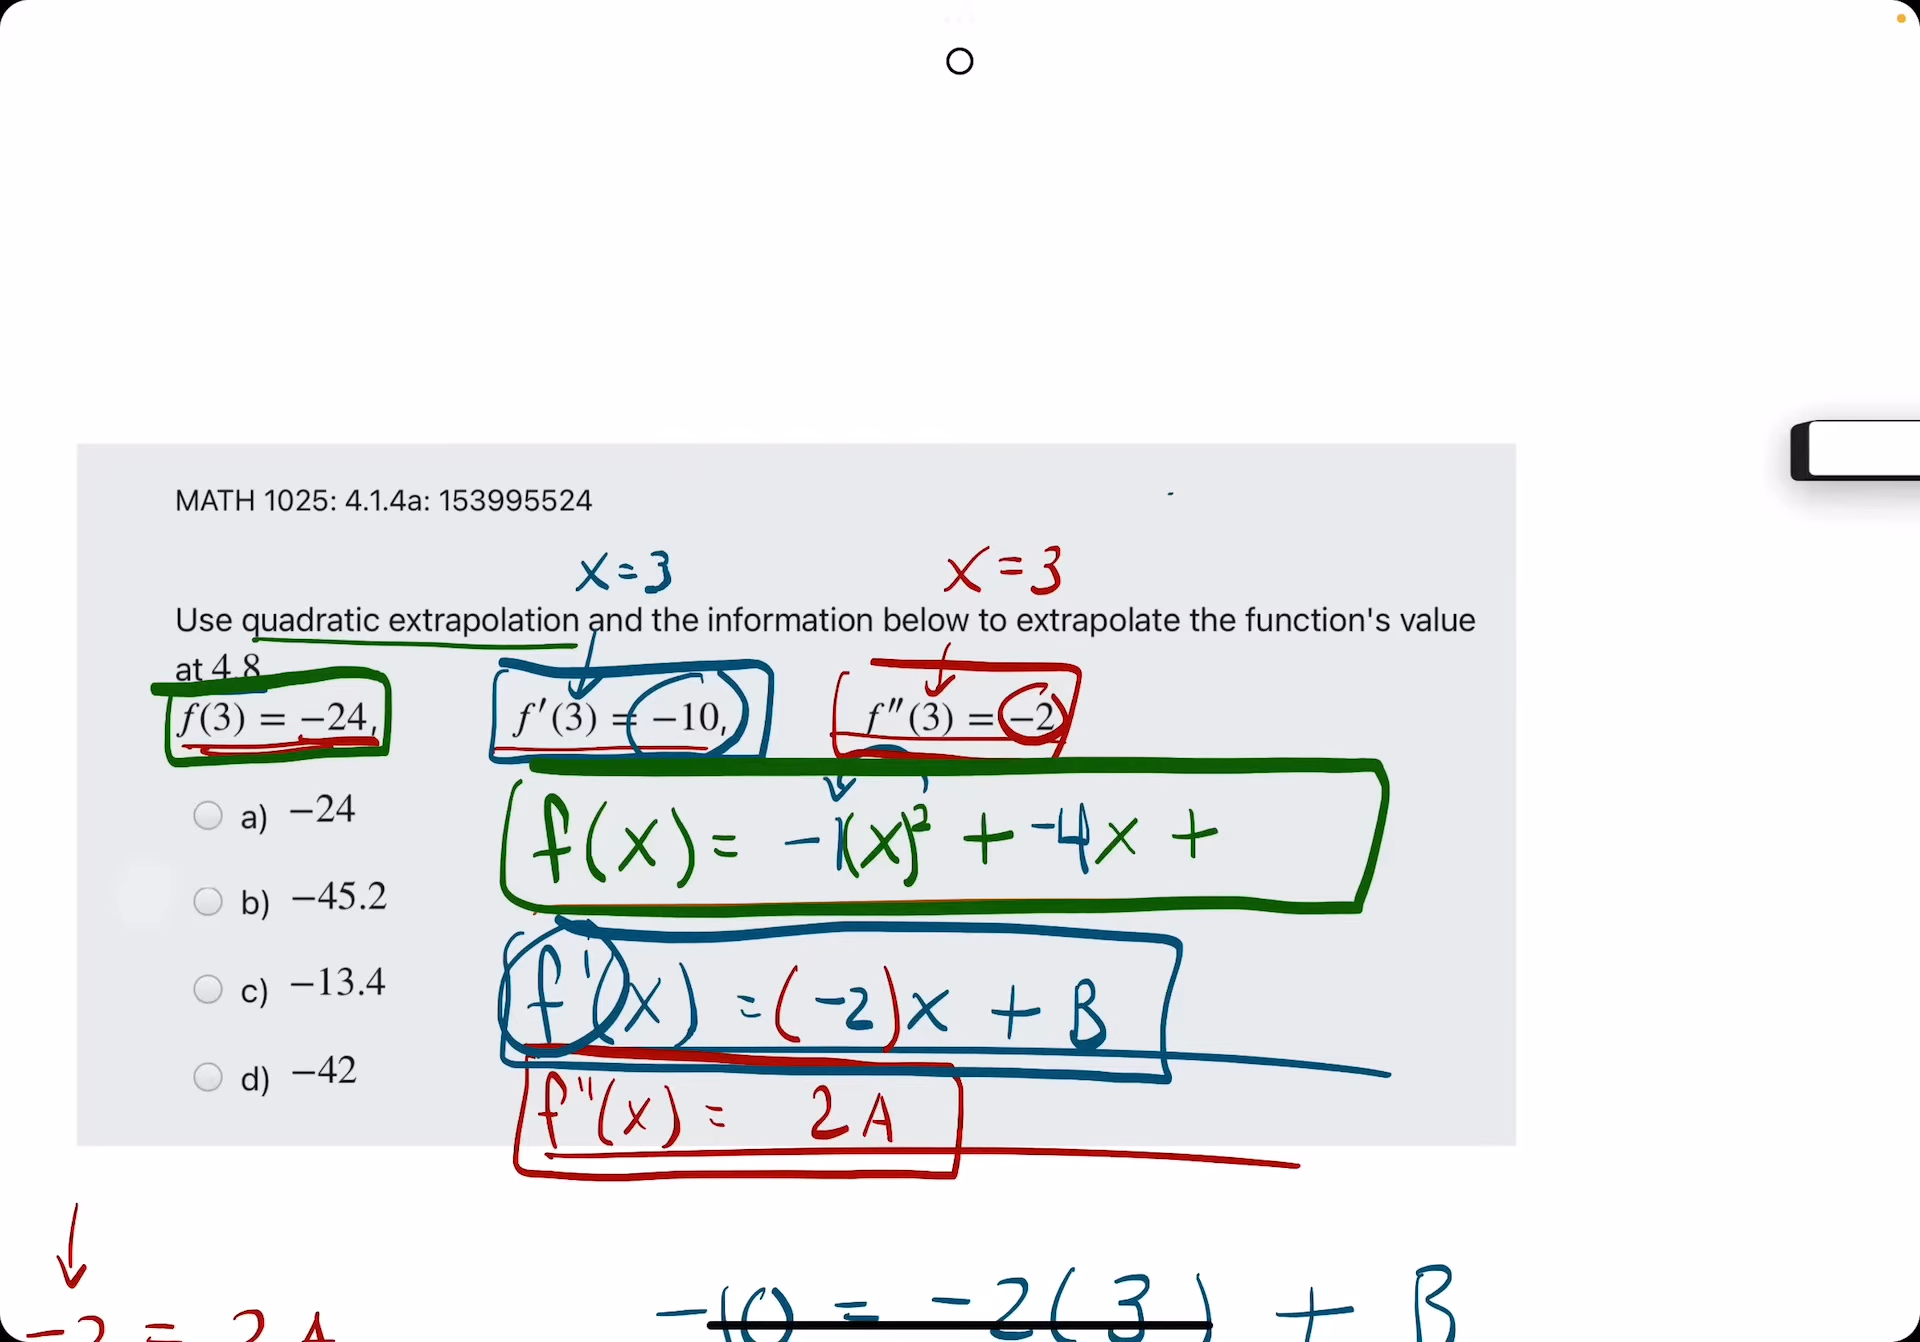 MATH 1025: 4.1.4a: 153995524
x=3
x=3
Use quadratic extrapolation and the information below to extrapolate the function's value
at 4.8
f(3) = −24, f′(3) = −10, f″(3) = −2
a) −24
f(x) = -1(x)² + -4x +
b) −45.2
c) −13.4
f'(x) = (-2)x + B
d) −42
f"(x) = 2A
-2 = 2A
-10 = -2(3) + B